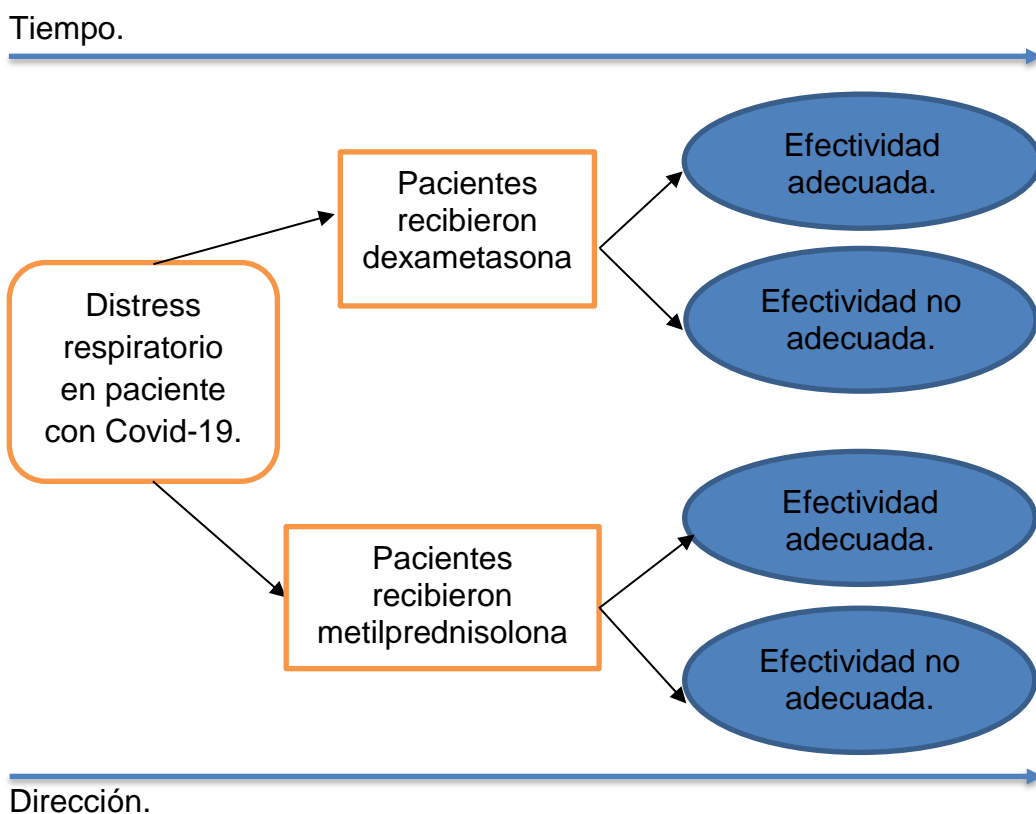 Tiempo.
Efectividad
adecuada.
Pacientes
recibieron
dexametasona
Efectividad no
adecuada.
Distress
respiratorio
en paciente
con Covid-19.
Efectividad
adecuada.
Pacientes
recibieron
metilprednisolona
Efectividad no
adecuada.
Dirección.